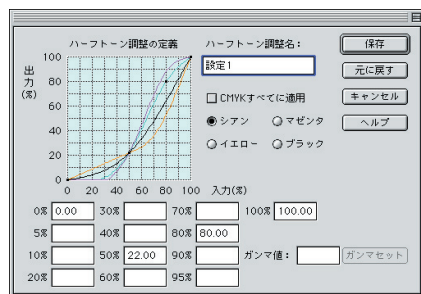 ハーフトーン調整の定義
ハーフトーン調整名：
保存
設定1
元に戻す
キャンセル
ヘルプ
CMYKすべてに適用
シアン マゼンタ
イエロー ブラック
出力(%)
100
80
60
40
20
0
0 20 40 60 80 100 入力(%)
0% 0.00 30% 70% 100% 100.00
5% 40% 80% 80.00
10% 50% 22.00 90% ガンマ値： ガンマセット
20% 60% 95%